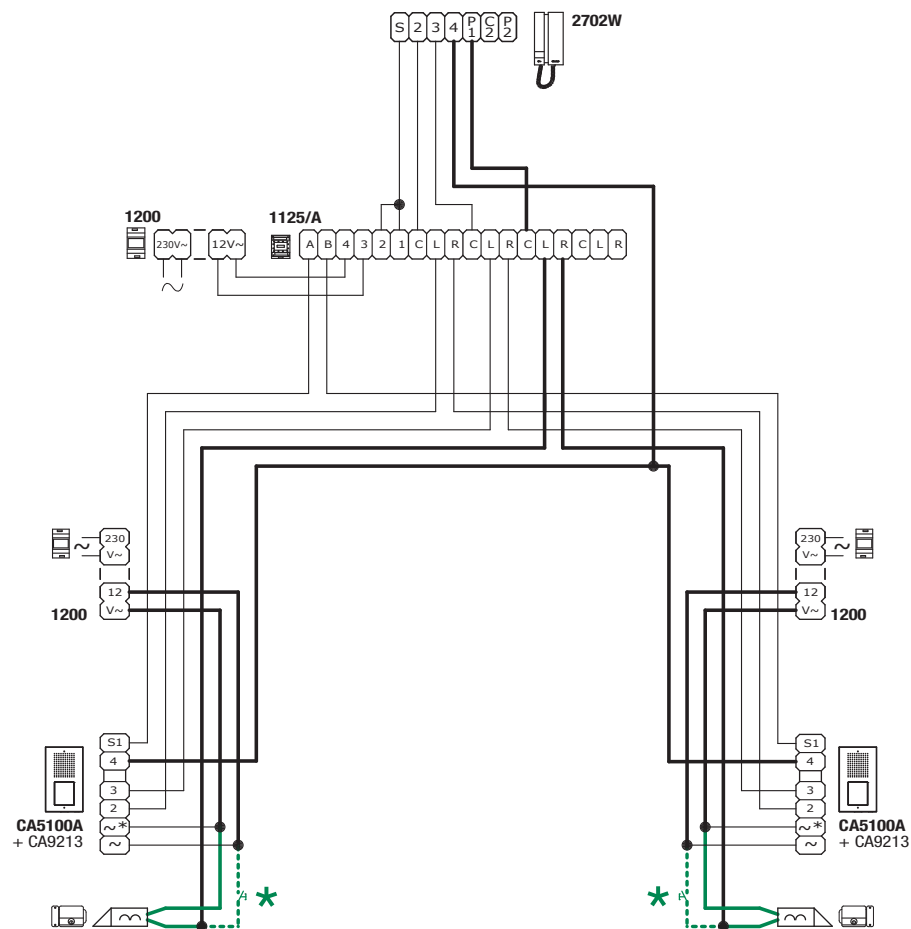 S 2 3 4 P1 C2 P2
2702W
1200
230V~ 12V~
1125/A
A B 4 3 2 1 C L R C L R C L R C L R
230 V~
12 V~
1200
230 V~
12 V~
1200
S1
4
3
2
~*
~
CA5100A
+ CA9213
*
S1
4
3
2
~*
~
CA5100A
+ CA9213
*